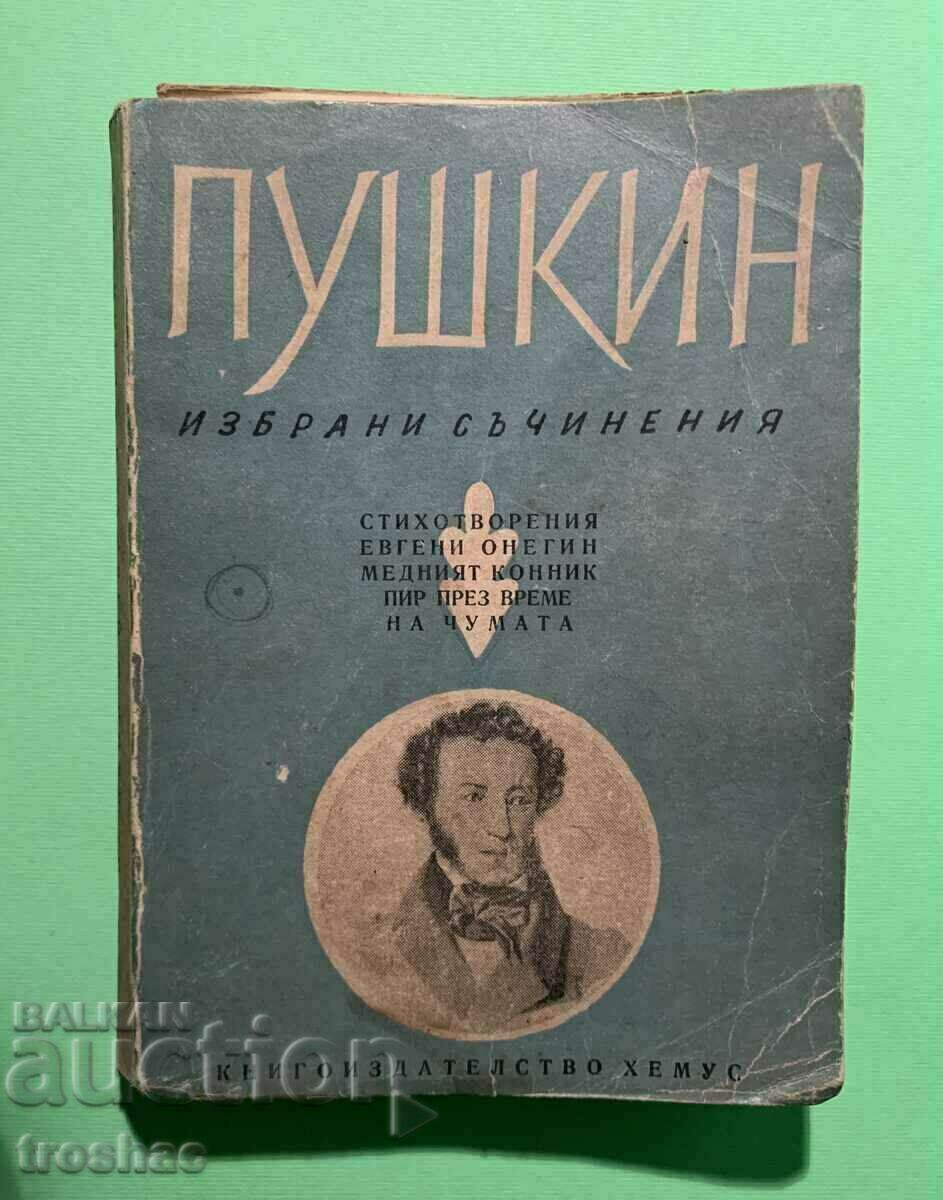 ПУШКИН
ИЗБРАНИ СЪЧИНЕНИЯ
СТИХОТВОРЕНИЯ
ЕВГЕНИ ОНЕГИН
МЕДНИЯТ КОННИК
ПИР ПРЕЗ ВРЕМЕ
НА ЧУМАТА
КНИГОИЗДАТЕЛСТВО ХЕМУС
BALKAN
auction
troshac